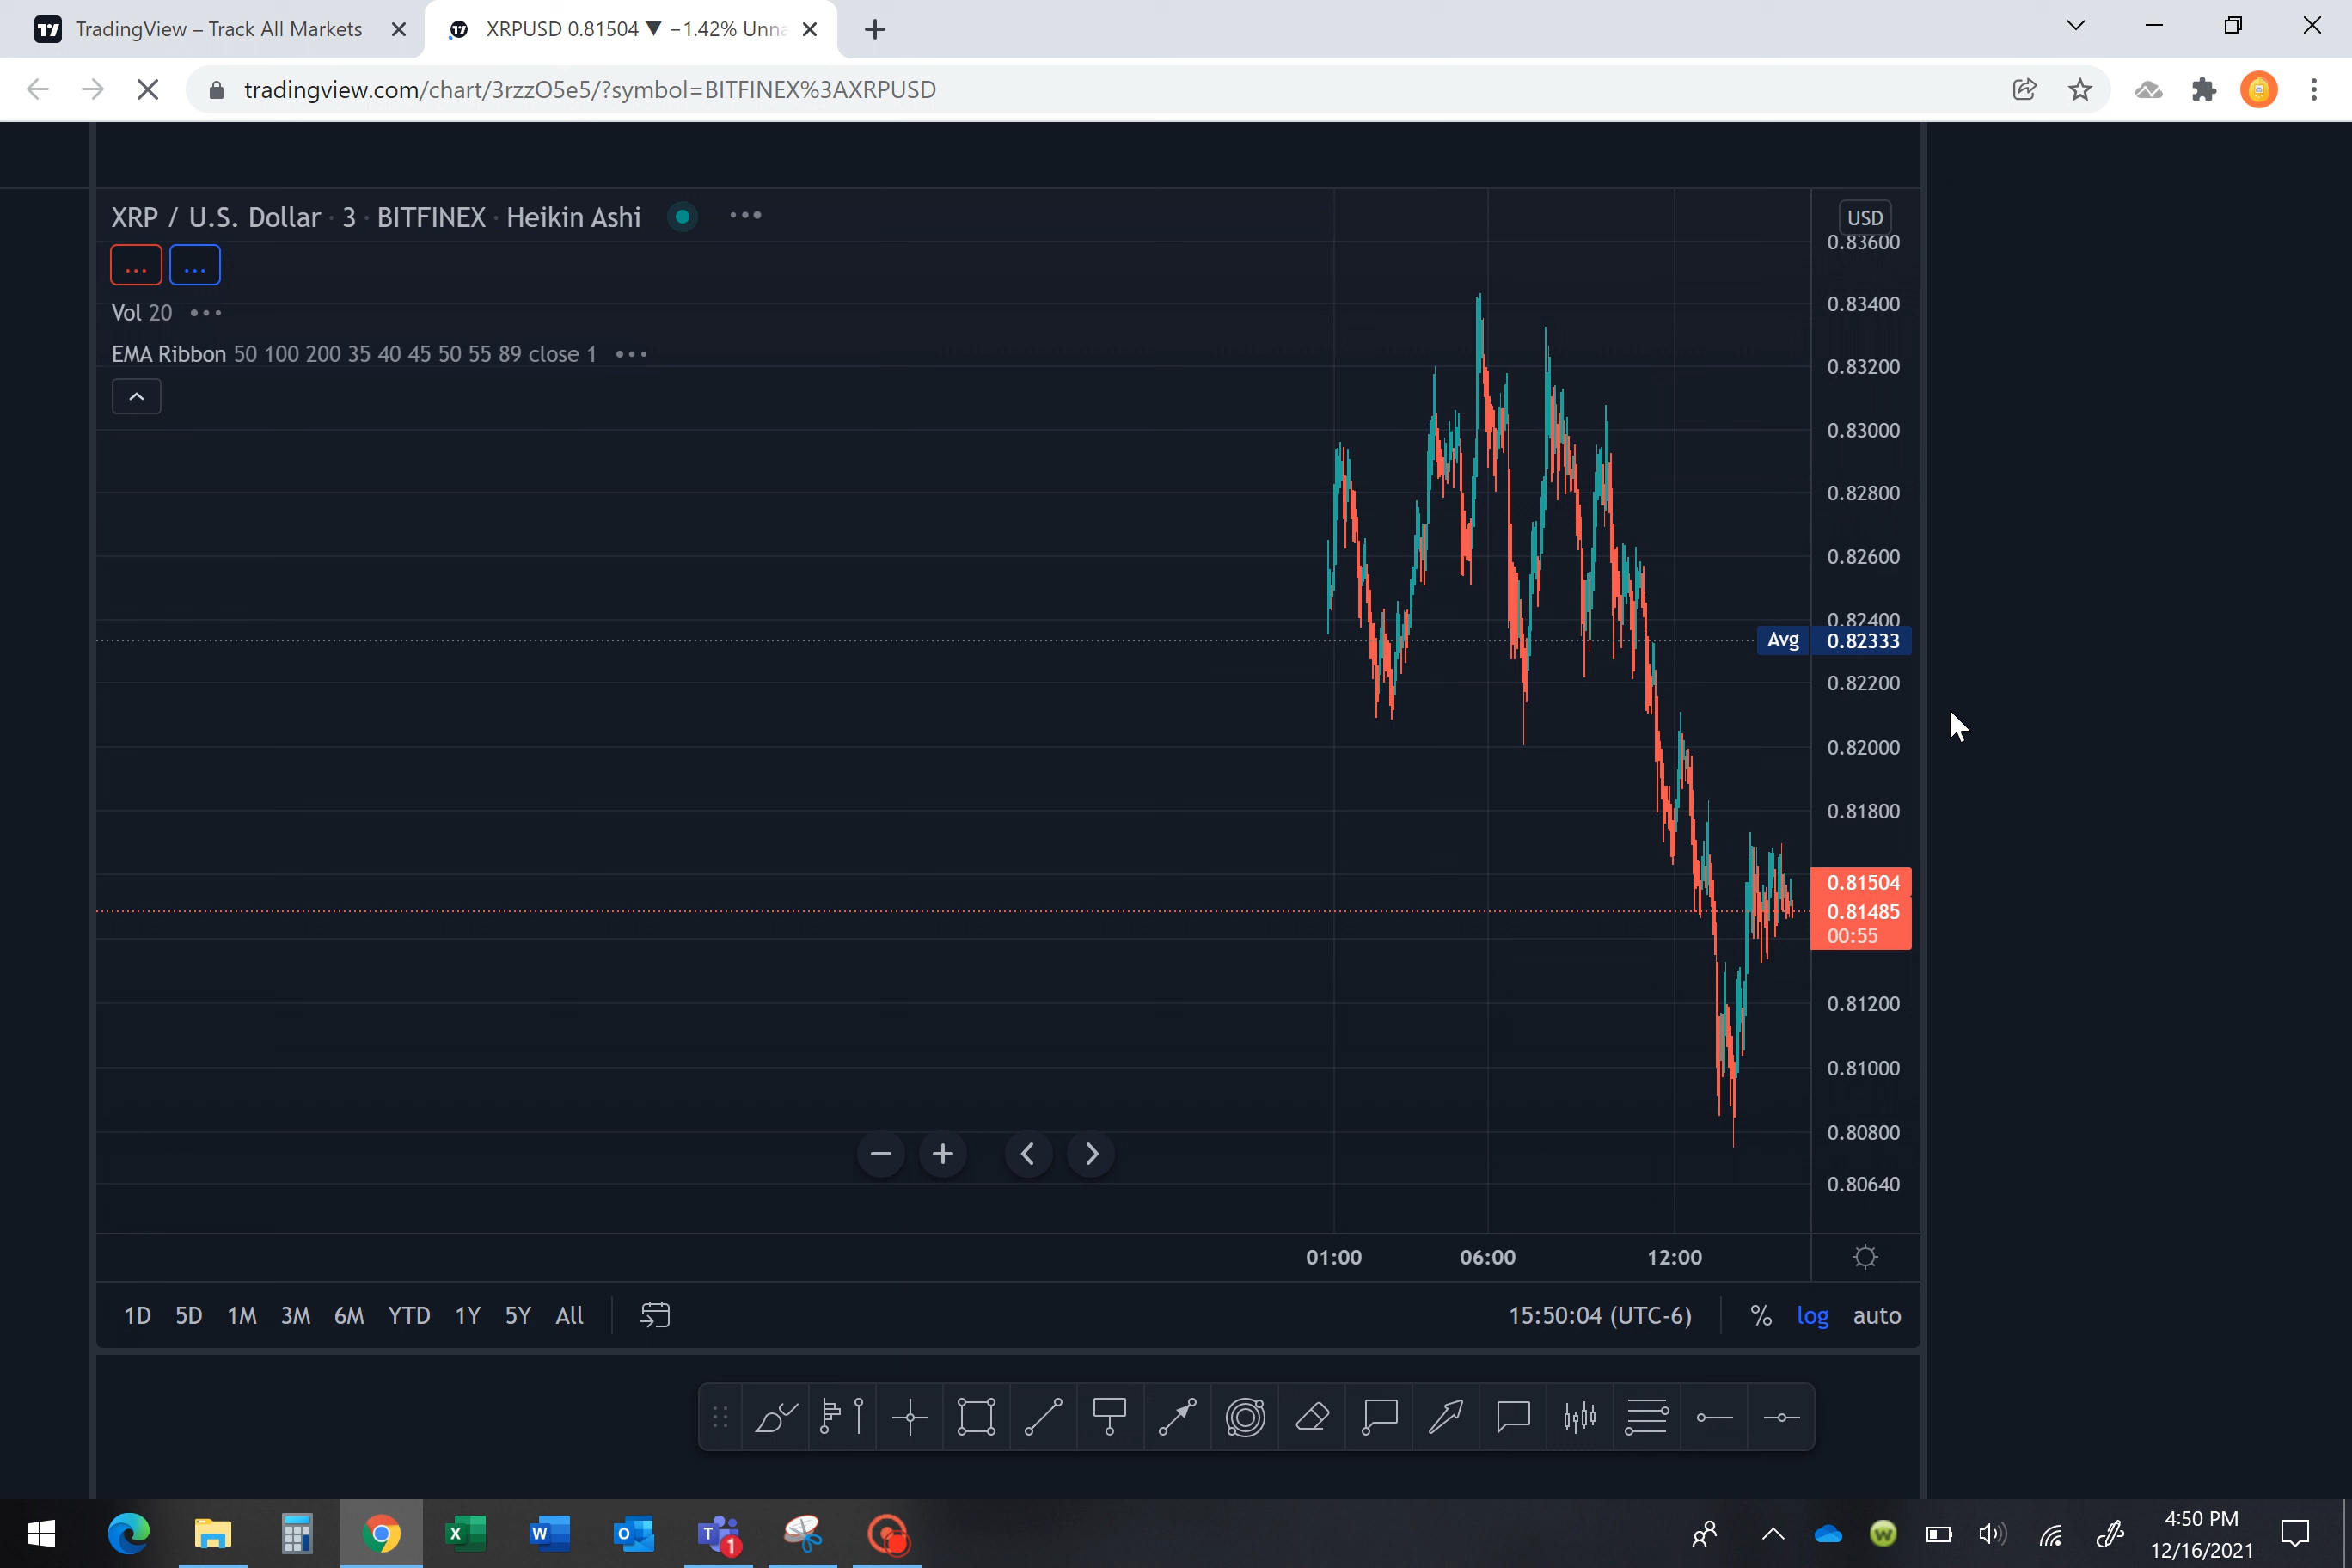 TradingView – Track All Markets
XRPUSD 0.81504 ▼ −1.42% Unna
tradingview.com/chart/3rzzO5e5/?symbol=BITFINEX%3AXRPUSD
XRP / U.S. Dollar · 3 · BITFINEX · Heikin Ashi
USD
... ...
Vol 20
EMA Ribbon 50 100 200 35 40 45 50 55 89 close 1
0.83600
0.83400
0.83200
0.83000
0.82800
0.82600
0.82400
Avg 0.82333
0.82200
0.82000
0.81800
0.81504
0.81485
00:55
0.81200
0.81000
0.80800
0.80640
01:00 06:00 12:00
1D 5D 1M 3M 6M YTD 1Y 5Y All
15:50:04 (UTC-6) % log auto
X W O T 1 W
4:50 PM
12/16/2021